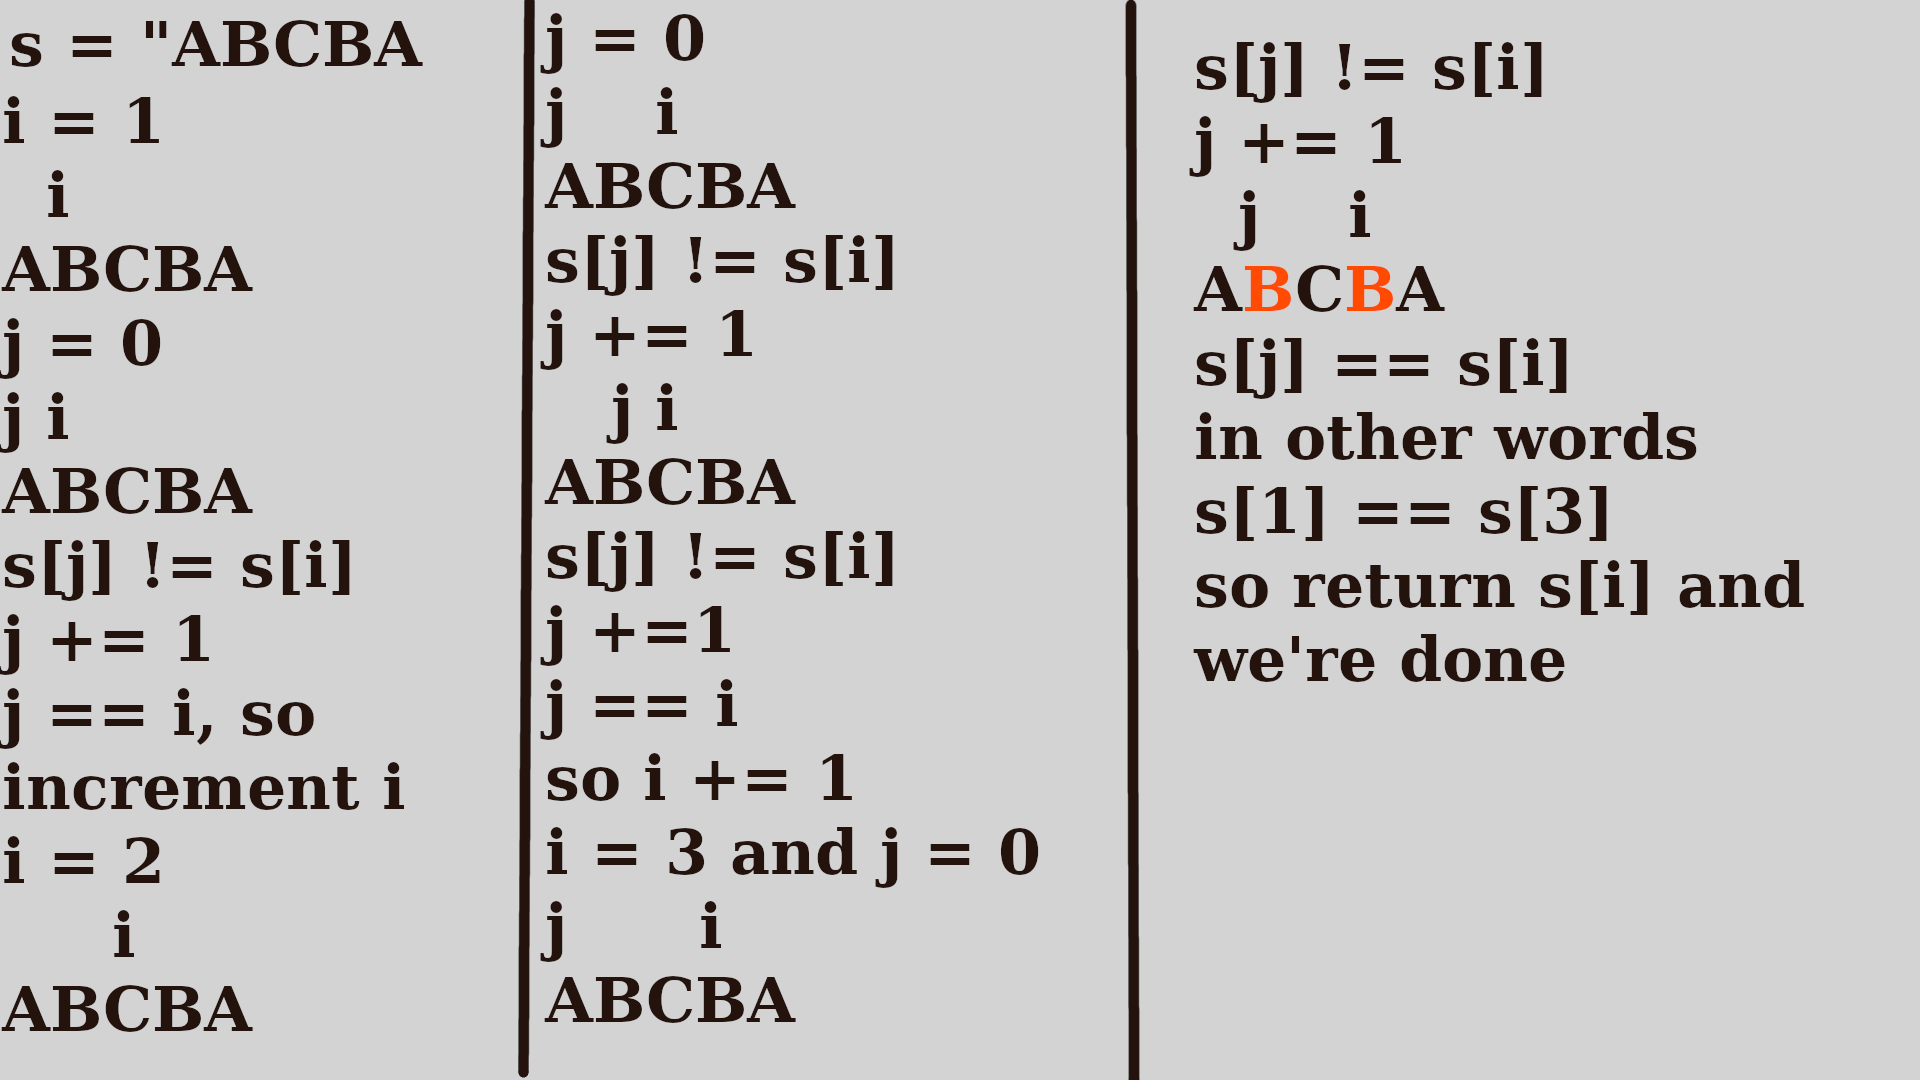 s = "ABCBA
i = 1
i
ABCBA
j = 0
j i
ABCBA
s[j] != s[i]
j += 1
j == i, so
increment i
i = 2
i
ABCBA
j = 0
j i
ABCBA
s[j] != s[i]
j += 1
j i
ABCBA
s[j] != s[i]
j +=1
j == i
so i += 1
i = 3 and j = 0
j i
ABCBA
s[j] != s[i]
j += 1
j i
ABCBA
s[j] == s[i]
in other words
s[1] == s[3]
so return s[i] and
we're done